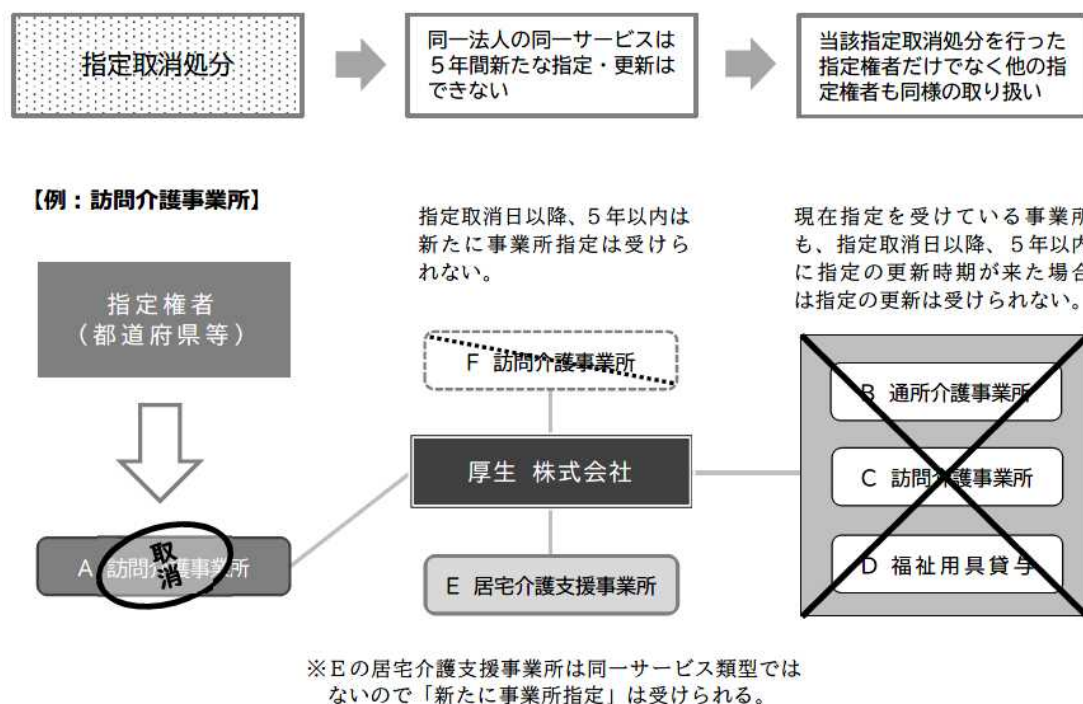 指定取消処分
同一法人の同一サービスは
５年間新たな指定・更新は
できない
当該指定取消処分を行った
指定権者だけでなく他の指
定権者も同様の取り扱い
【例：訪問介護事業所】
指定権者
（都道府県等）
A 訪問介護事業所
取消
指定取消日以降、５年以内は
新たに事業所指定は受けら
れない。
F 訪問介護事業所
厚生 株式会社
E 居宅介護支援事業所
現在指定を受けている事業所
も、指定取消日以降、５年以内
に指定の更新時期が来た場合
は指定の更新は受けられない。
B 通所介護事業所
C 訪問介護事業所
D 福祉用具貸与
※Eの居宅介護支援事業所は同一サービス類型では
ないので「新たに事業所指定」は受けられる。